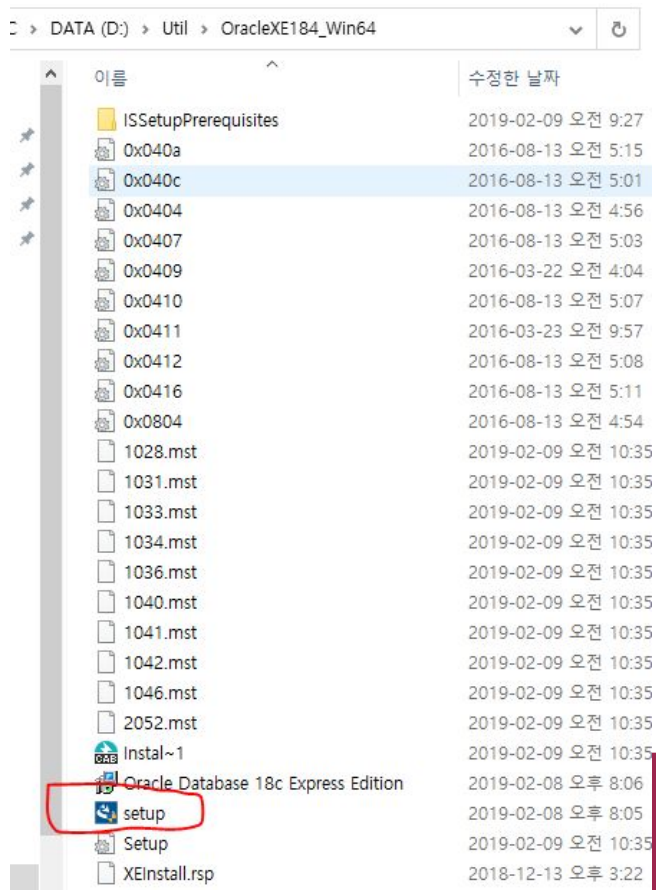 DATA (D:) > Util > OracleXE184_Win64
이름 수정한 날짜
ISSetupPrerequisites 2019-02-09 오전 9:27
0x040a 2016-08-13 오전 5:15
0x040c 2016-08-13 오전 5:01
0x0404 2016-08-13 오전 4:56
0x0407 2016-08-13 오전 5:03
0x0409 2016-03-22 오전 4:04
0x0410 2016-08-13 오전 5:07
0x0411 2016-03-23 오전 9:57
0x0412 2016-08-13 오전 5:08
0x0416 2016-08-13 오전 5:11
0x0804 2016-08-13 오전 4:54
1028.mst 2019-02-09 오전 10:35
1031.mst 2019-02-09 오전 10:35
1033.mst 2019-02-09 오전 10:35
1034.mst 2019-02-09 오전 10:35
1036.mst 2019-02-09 오전 10:35
1040.mst 2019-02-09 오전 10:35
1041.mst 2019-02-09 오전 10:35
1042.mst 2019-02-09 오전 10:35
1046.mst 2019-02-09 오전 10:35
2052.mst 2019-02-09 오전 10:35
Instal~1 2019-02-09 오전 10:35
Oracle Database 18c Express Edition 2019-02-08 오후 8:06
setup 2019-02-08 오후 8:05
Setup 2019-02-09 오전 10:35
XEInstall.rsp 2018-12-13 오후 3:22